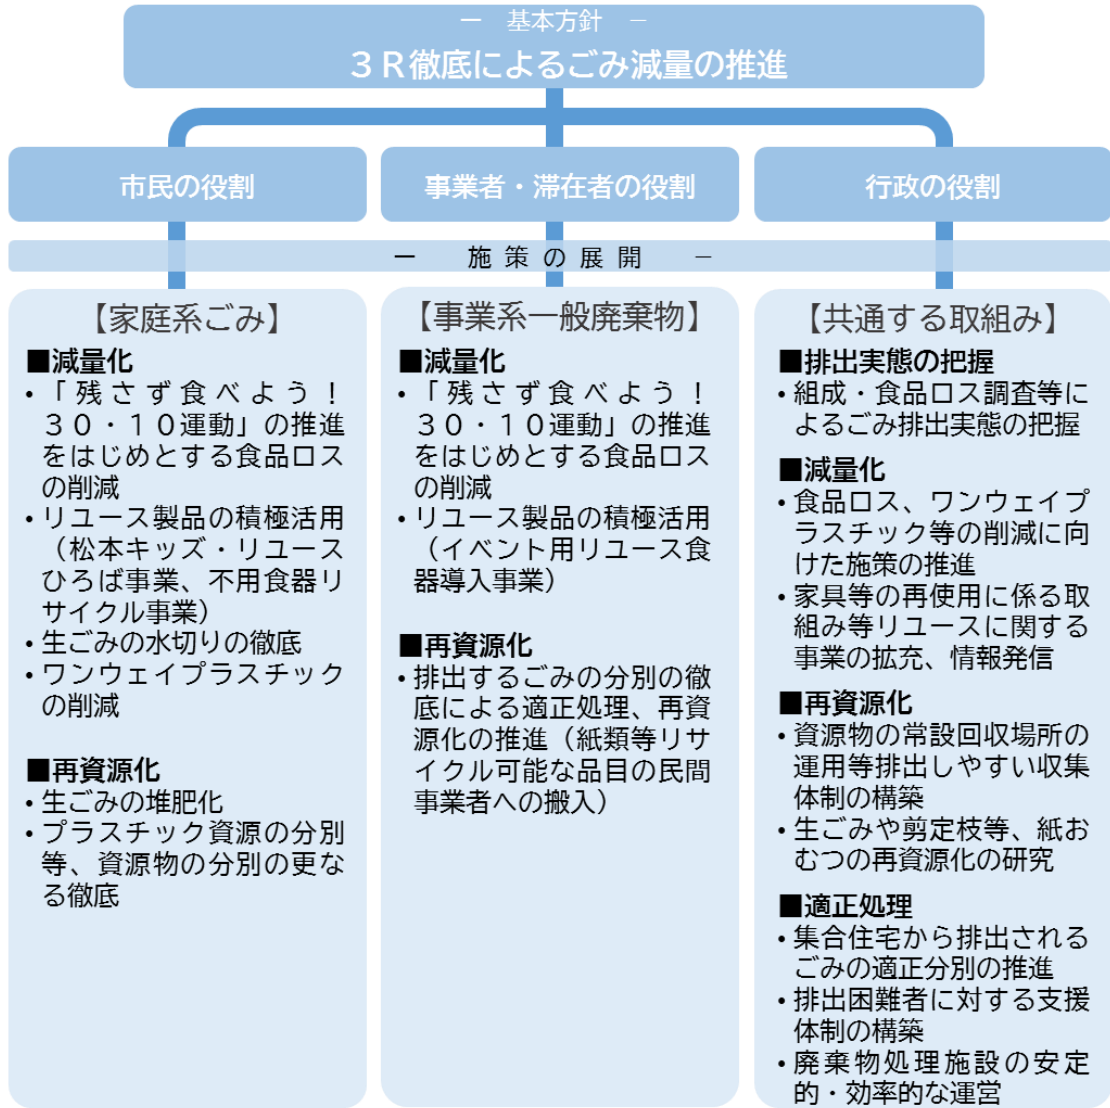 ― 基本方針 －
３Ｒ徹底によるごみ減量の推進
市民の役割
事業者・滞在者の役割
行政の役割
― 施策の展開 －
【家庭系ごみ】
■減量化
・「残さず食べよう！
３０・１０運動」の推進
をはじめとする食品ロス
の削減
・リユース製品の積極活用
（松本キッズ・リユース
ひろば事業、不用食器リ
サイクル事業）
・生ごみの水切りの徹底
・ワンウェイプラスチック
の削減
■再資源化
・生ごみの堆肥化
・プラスチック資源の分別
等、資源物の分別の更な
る徹底
【事業系一般廃棄物】
■減量化
・「残さず食べよう！
３０・１０運動」の推進
をはじめとする食品ロス
の削減
・リユース製品の積極活用
（イベント用リユース食
器導入事業）
■再資源化
・排出するごみの分別の徹
底による適正処理、再資
源化の推進（紙類等リサ
イクル可能な品目の民間
事業者への搬入）
【共通する取組み】
■排出実態の把握
・組成・食品ロス調査等に
よるごみ排出実態の把握
■減量化
・食品ロス、ワンウェイプ
ラスチック等の削減に向
けた施策の推進
・家具等の再使用に係る取
組み等リユースに関する
事業の拡充、情報発信
■再資源化
・資源物の常設回収場所の
運用等排出しやすい収集
体制の構築
・生ごみや剪定枝等、紙お
むつの再資源化の研究
■適正処理
・集合住宅から排出される
ごみの適正分別の推進
・排出困難者に対する支援
体制の構築
・廃棄物処理施設の安定
的・効率的な運営